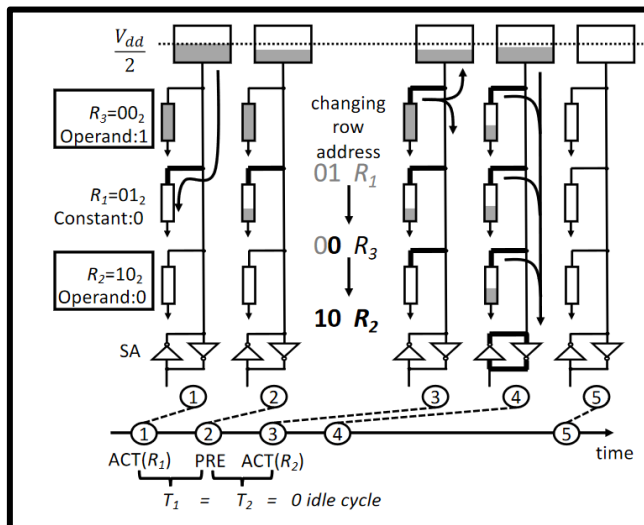 V_dd
2
R₃=00₂
Operand:1
changing
row
address
R₁=01₂
Constant:0
01 R₁
00 R₃
R₂=10₂
Operand:0
10 R₂
SA
1 2 3 4 5
1 2 3 4 5
time
ACT(R₁) PRE ACT(R₂)
T₁ = T₂ = 0 idle cycle